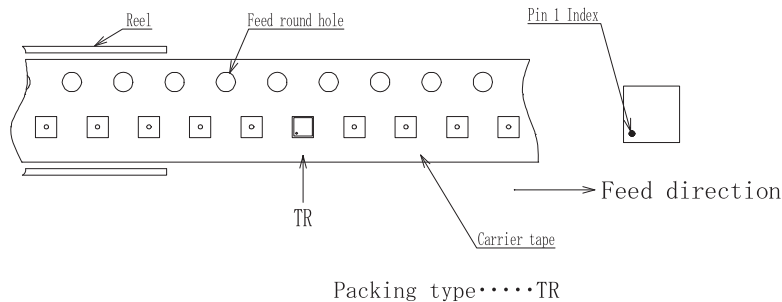 Reel
Feed round hole
Pin 1 Index
Feed direction
TR
Carrier tape
Packing type·····TR